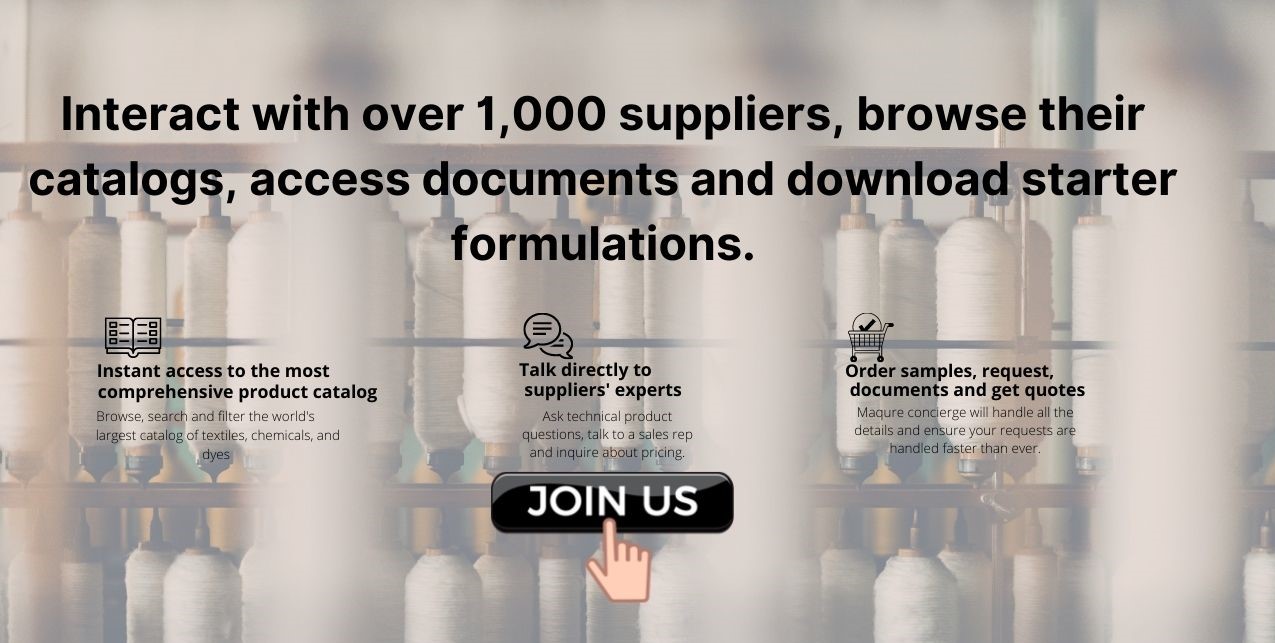 Interact with over 1,000 suppliers, browse their
catalogs, access documents and download starter
formulations.
Instant access to the most
comprehensive product catalog
Browse, search and filter the world's
largest catalog of textiles, chemicals, and
dyes
Talk directly to
suppliers' experts
Ask technical product
questions, talk to a sales rep
and inquire about pricing.
Order samples, request,
documents and get quotes
Maqure concierge will handle all the
details and ensure your requests are
handled faster than ever.
JOIN US